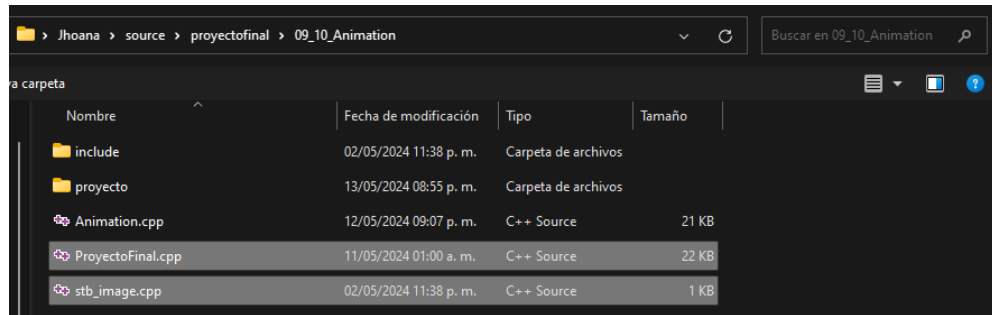 Jhoana > source > proyectofinal > 09_10_Animation Buscar en 09_10_Animation
va carpeta ?
Nombre Fecha de modificación Tipo Tamaño
include 02/05/2024 11:38 p. m. Carpeta de archivos
proyecto 13/05/2024 08:55 p. m. Carpeta de archivos
Animation.cpp 12/05/2024 09:07 p. m. C++ Source 21 KB
ProyectoFinal.cpp 11/05/2024 01:00 a. m. C++ Source 22 KB
stb_image.cpp 02/05/2024 11:38 p. m. C++ Source 1 KB